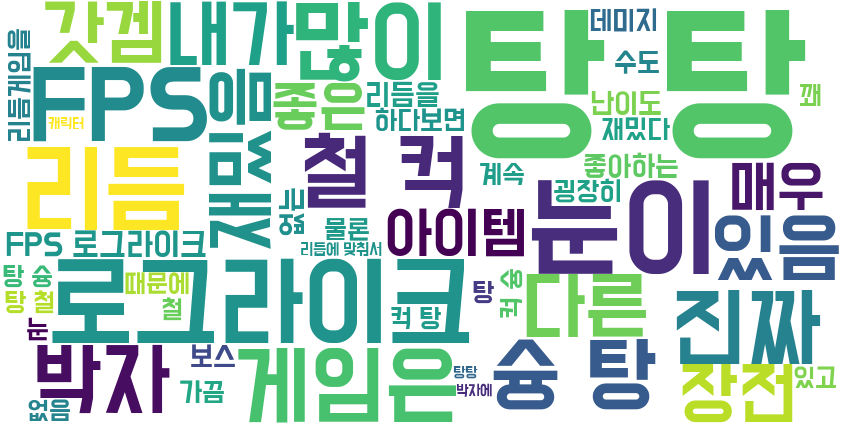 갓겜
내가
많이
탕 탕
데미지
수도
꽤
리듬게임을
캐릭터
FPS
재밌음
좋은
리듬을
하다보면
난이도
재밌다
리듬
철 컥
계속
좋아하는
굉장히
매우
없는
물론
리듬에 맞춰서
아이템
눈이
있음
FPS 로그라이크
탕 슝
탕 철
때문에
철
로그라이크
컥 탕
탕
컥 슝
다른
진짜
는
박자
보스
가끔
게임은
탕탕
박자에
슝 탕
장전
있고
없음